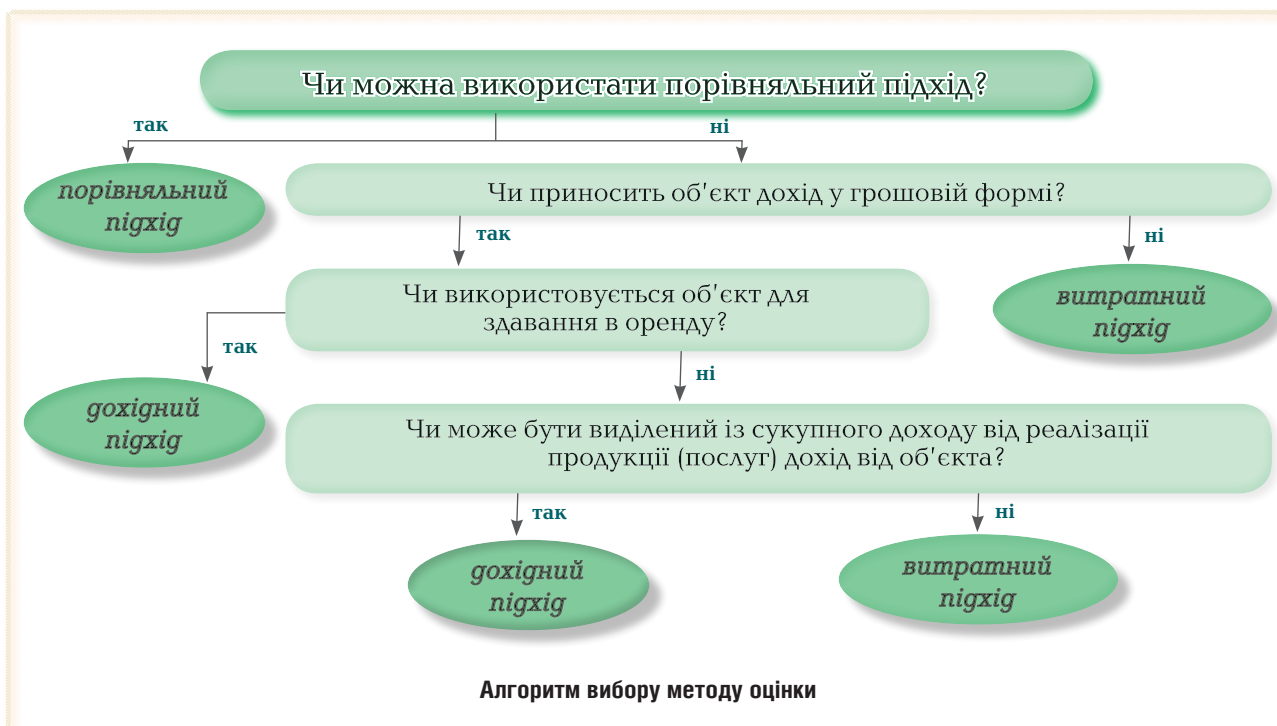 Чи можна використати порівняльний підхід?
так
ні
порівняльний
підхід
Чи приносить об’єкт дохід у грошовій формі?
так
ні
Чи використовується об’єкт для
здавання в оренду?
витратний
підхід
так
ні
дохідний
підхід
Чи може бути виділений із сукупного доходу від реалізації
продукції (послуг) дохід від об’єкта?
так
ні
дохідний
підхід
витратний
підхід
Алгоритм вибору методу оцінки